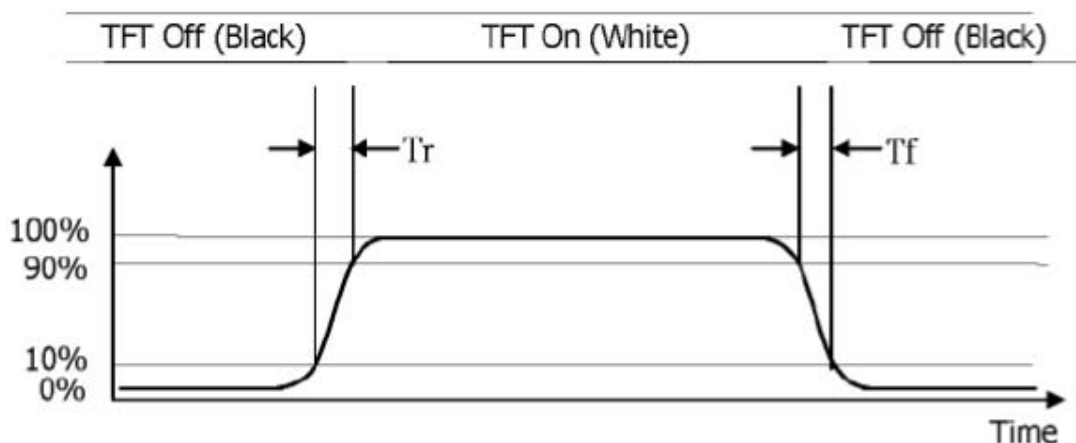 TFT Off (Black) TFT On (White) TFT Off (Black)
Tr Tf
100%
90%
10%
0%
Time